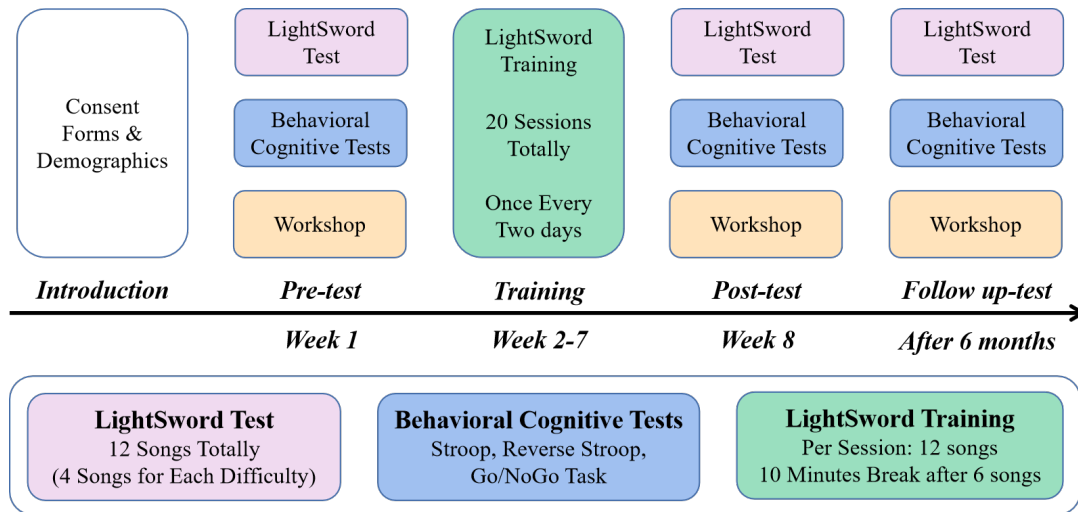 Consent
Forms &
Demographics
LightSword
Test
Behavioral
Cognitive Tests
Workshop
LightSword
Training
20 Sessions
Totally
Once Every
Two days
LightSword
Test
Behavioral
Cognitive Tests
Workshop
LightSword
Test
Behavioral
Cognitive Tests
Workshop
Introduction
Pre-test
Training
Post-test
Follow up-test
Week 1
Week 2-7
Week 8
After 6 months
LightSword Test
12 Songs Totally
(4 Songs for Each Difficulty)
Behavioral Cognitive Tests
Stroop, Reverse Stroop,
Go/NoGo Task
LightSword Training
Per Session: 12 songs
10 Minutes Break after 6 songs